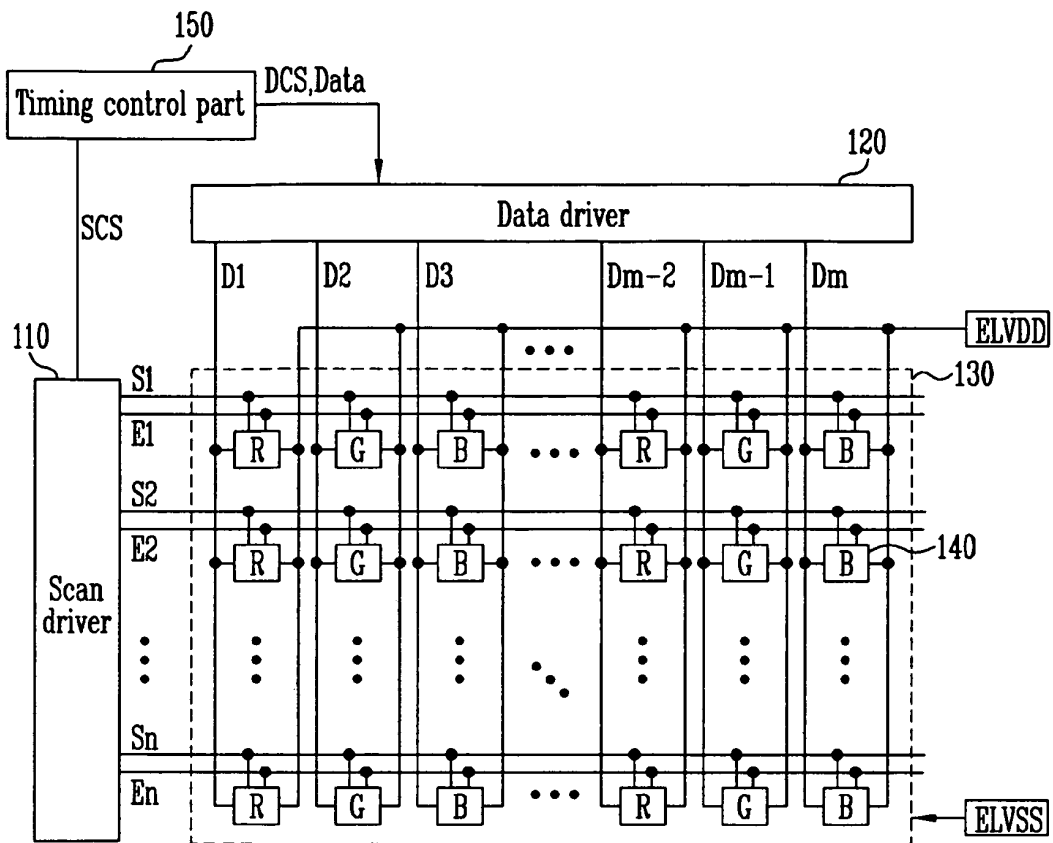 150
Timing control part
DCS,Data
120
Data driver
SCS
D1 D2 D3 Dm-2 Dm-1 Dm
ELVDD
110
130
S1
E1
R G B R G B
S2
E2
R G B R G B
140
Scan
driver
Sn
En
R G B R G B
ELVSS